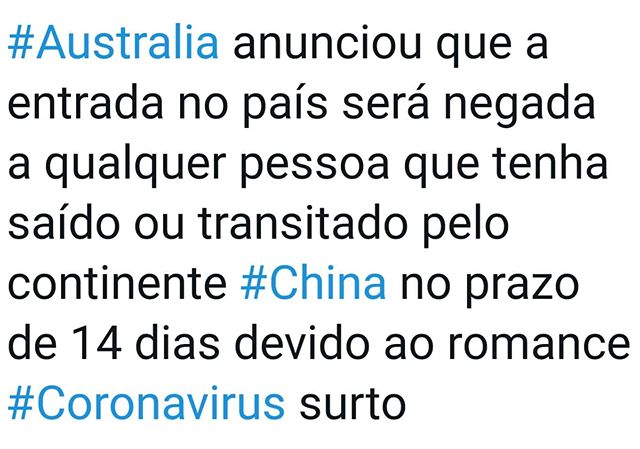 #Australia anunciou que a
entrada no país será negada
a qualquer pessoa que tenha
saído ou transitado pelo
continente #China no prazo
de 14 dias devido ao romance
#Coronavirus surto